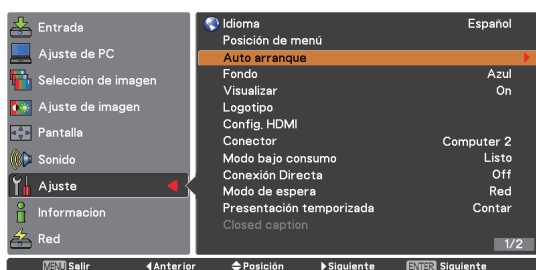 Entrada
Ajuste de PC
Selección de imagen
Ajuste de imagen
Pantalla
Sonido
Ajuste
Informacion
Red
Idioma Español
Posición de menú
Auto arranque
Fondo Azul
Visualizar On
Logotipo
Config. HDMI
Conector Computer 2
Modo bajo consumo Listo
Conexión Directa Off
Modo de espera Red
Presentación temporizada Contar
Closed caption
1/2
MENU Salir Anterior Posición Siguiente ENTER Siguiente